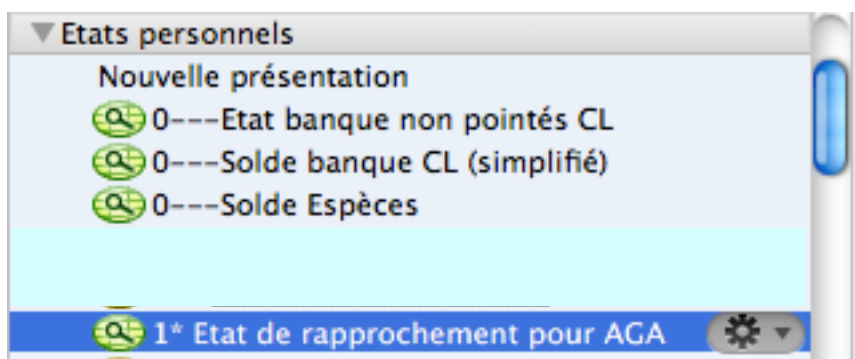 Etats personnels
Nouvelle présentation
0---Etat banque non pointés CL
0---Solde banque CL (simplifié)
0---Solde Espèces
1* Etat de rapprochement pour AGA